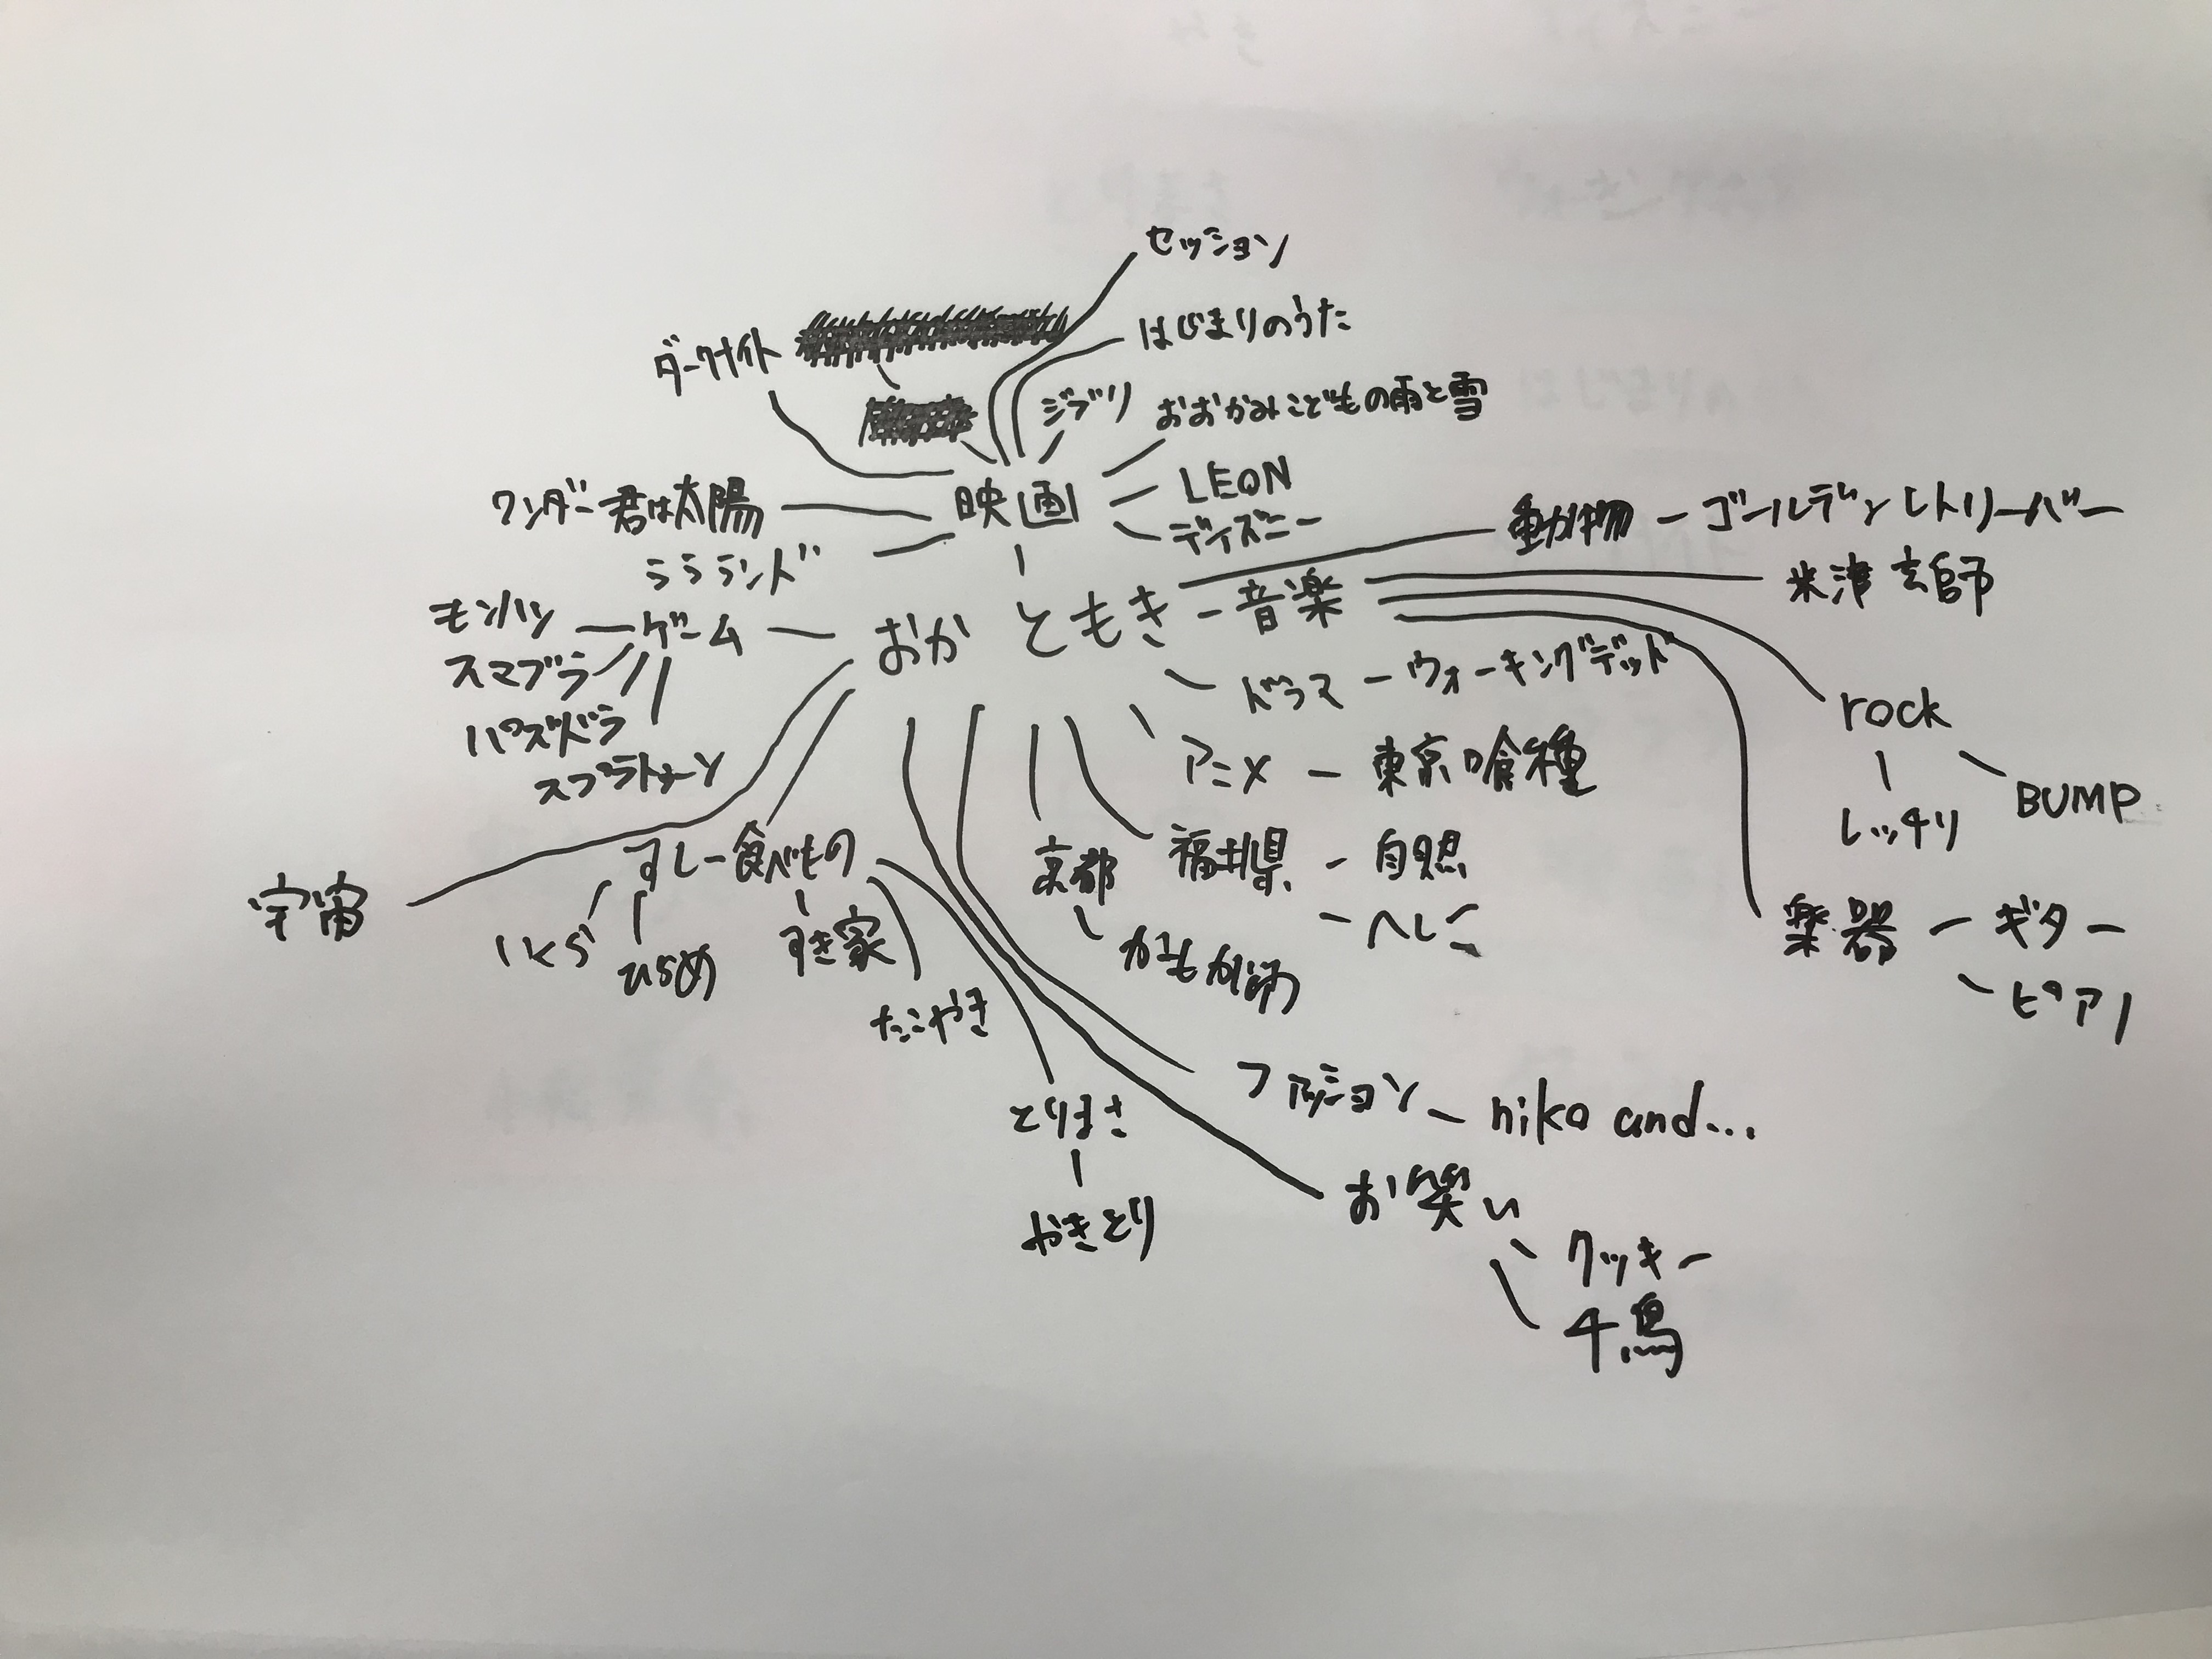 セッション
はじまりのうた
ダークナイト
ジブリ
おおかみこどもの雨と雪
映画
LEON
ディズニー
ワンダー 君は太陽
ララランド
動物 ー ゴールデンレトリーバー
米津玄師
モンハン
ゲーム
おか ともき
音楽
スマブラ
パズドラ
スプラトゥーン
ドラマ ー ウォーキングデッド
rock
BUMP
レッチリ
アニメ ー 東京喰種
宇宙
すし ー 食べもの
いくら
ひらめ
すき家
たこやき
京都
福井県 ー 自然
へしこ
楽器 ー ギター
ピアノ
とりまさ
やきとり
ファッション ー niko and...
お笑い
クッキー
千鳥